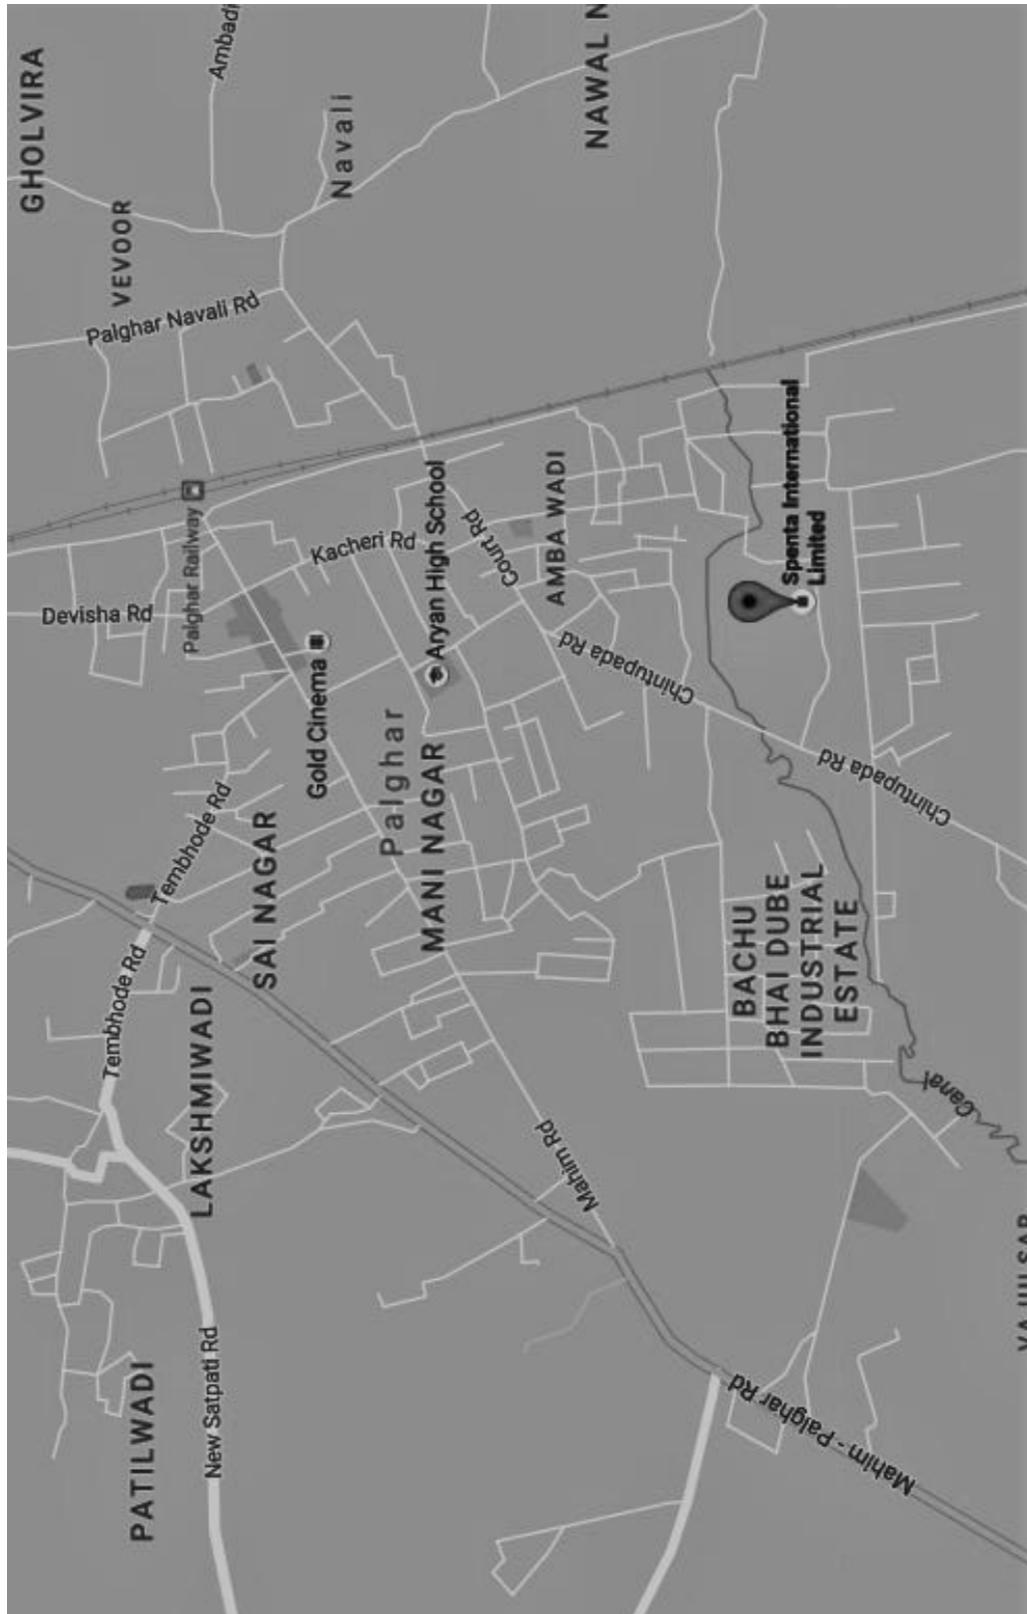 PATILWADI
GHOLVIRA
New Satpati Rd
LAKSHMIWADI
Tembhode Rd
Tembhode Rd
Devisha Rd
Palghar Railway
VEVOOR
Palghar Navali Rd
Ambadi
SAI NAGAR
Gold Cinema
Kacheri Rd
Navali
Palghar
MANI NAGAR
Aryan High School
Court Rd
AMBA WADI
NAWAL N
Mahim Rd
Chintupada Rd
Mahim - Palghar Rd
BACHU
BHAI DUBE
INDUSTRIAL
ESTATE
Spenta International
Limited
Chintupada Rd
Canal